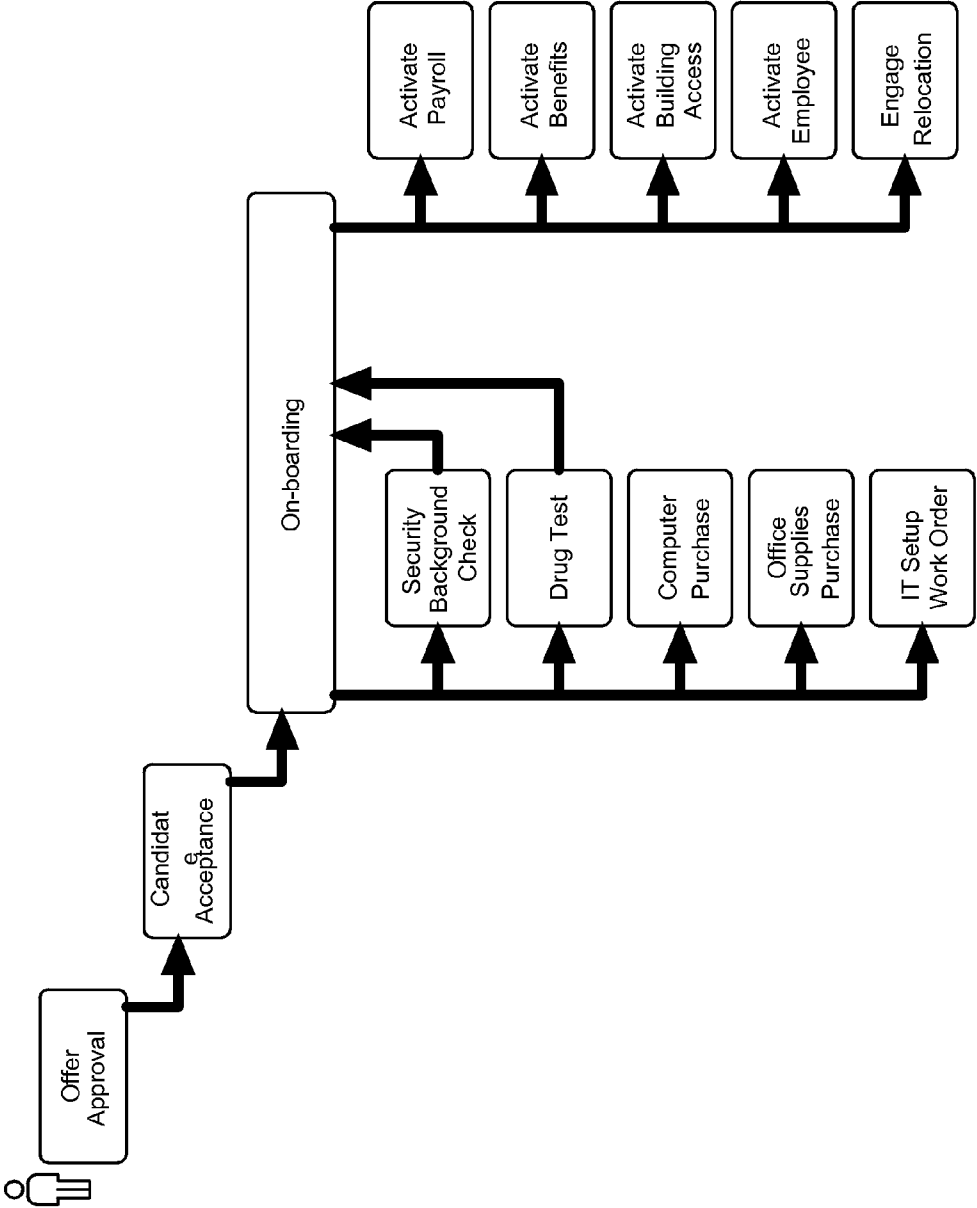 Offer
Approval
Candidat
e
Acceptance
On-boarding
Security
Background
Check
Drug Test
Computer
Purchase
Office
Supplies
Purchase
IT Setup
Work Order
Activate
Payroll
Activate
Benefits
Activate
Building
Access
Activate
Employee
Engage
Relocation